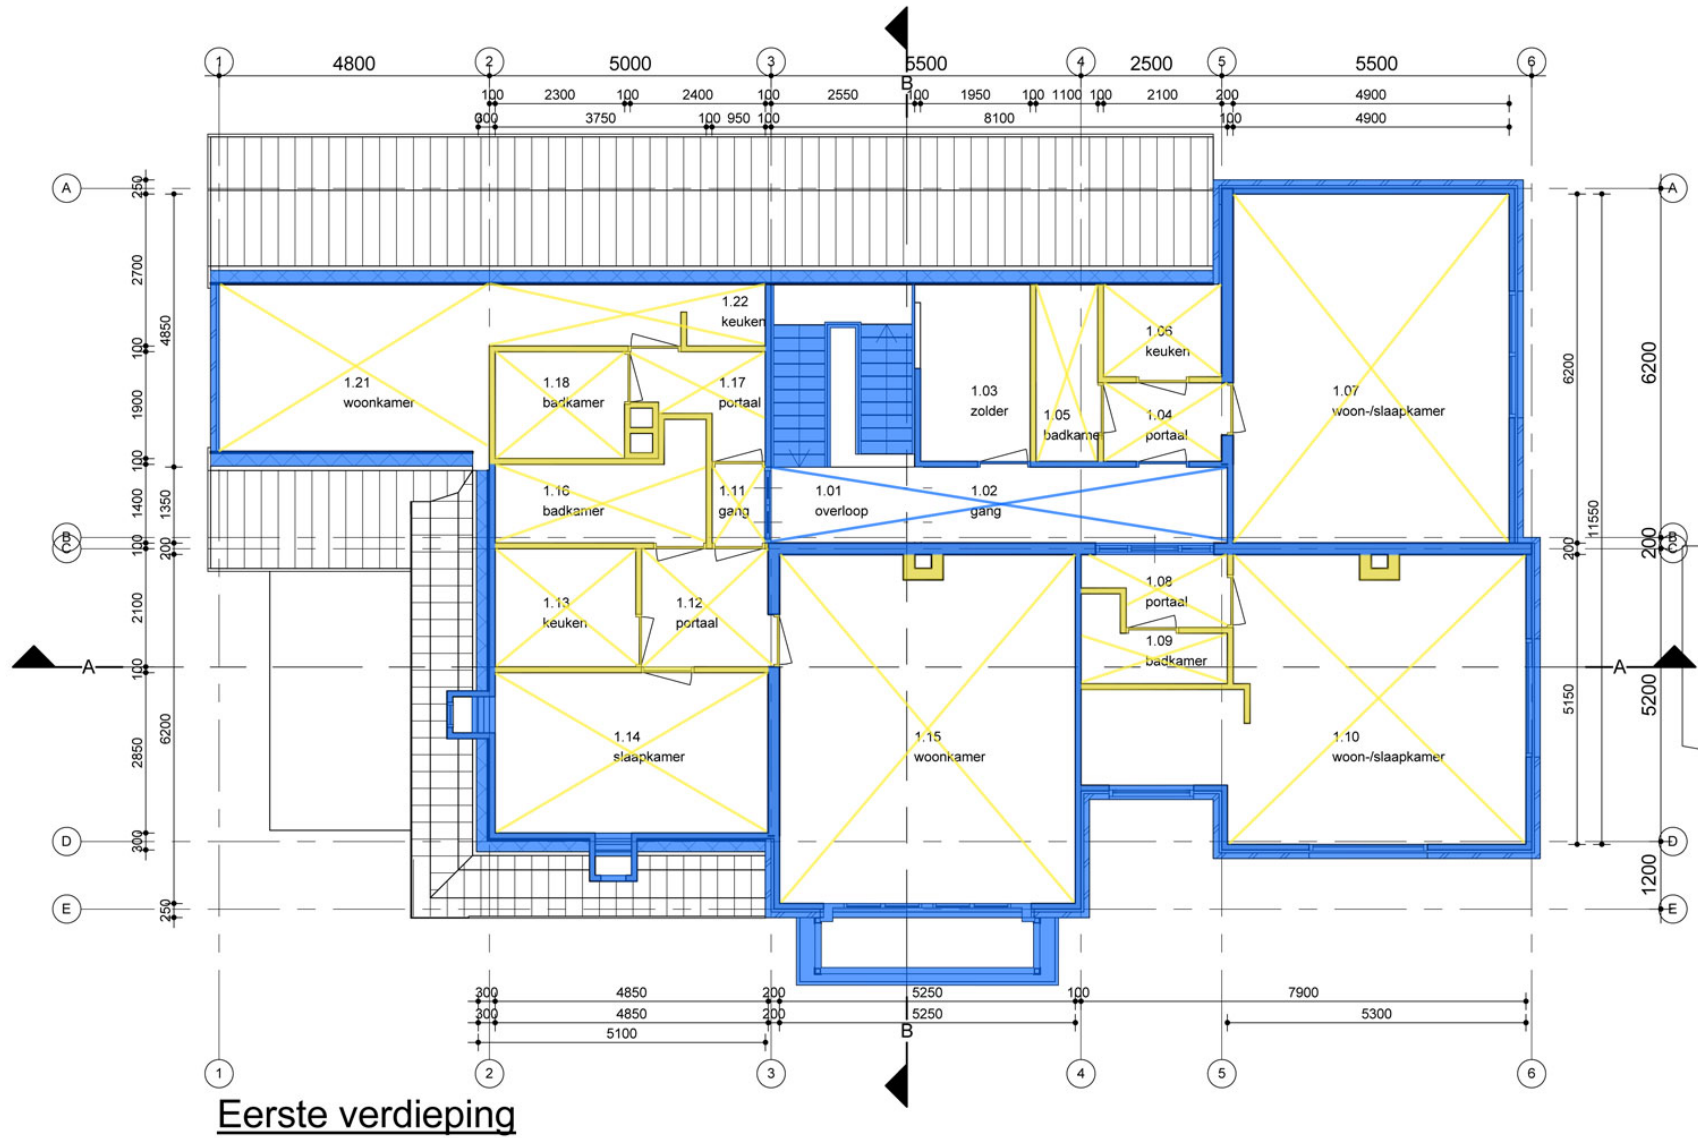 1 2 3 4 5 6
4800 5000 5500 2500 5500
B
100 2300 100 2400 100 2550 100 1950 100 1100 100 2100 200 4900
300 3750 100 950 100 8100 100 4900
A A
250
2700
4850
100
1900
100
1400
1350
100
200
2100
100
6200
2850
300
250
6200
6200
11550
200
200
5150
5200
1200
1.22
keuken
1.21
woonkamer
1.18
badkamer
1.17
portaal
1.03
zolder
1.05
badkamer
1.06
keuken
1.04
portaal
1.07
woon-/slaapkamer
1.16
badkamer
1.11
gang
1.01
overloop
1.02
gang
B B
C C
1.13
keuken
1.12
portaal
1.08
portaal
1.09
badkamer
A A
1.14
slaapkamer
1.15
woonkamer
1.10
woon-/slaapkamer
D D
E E
300 4850 200 5250 100 7900
300 4850 200 5250 5300
5100
B
1 2 3 4 5 6
Eerste verdieping